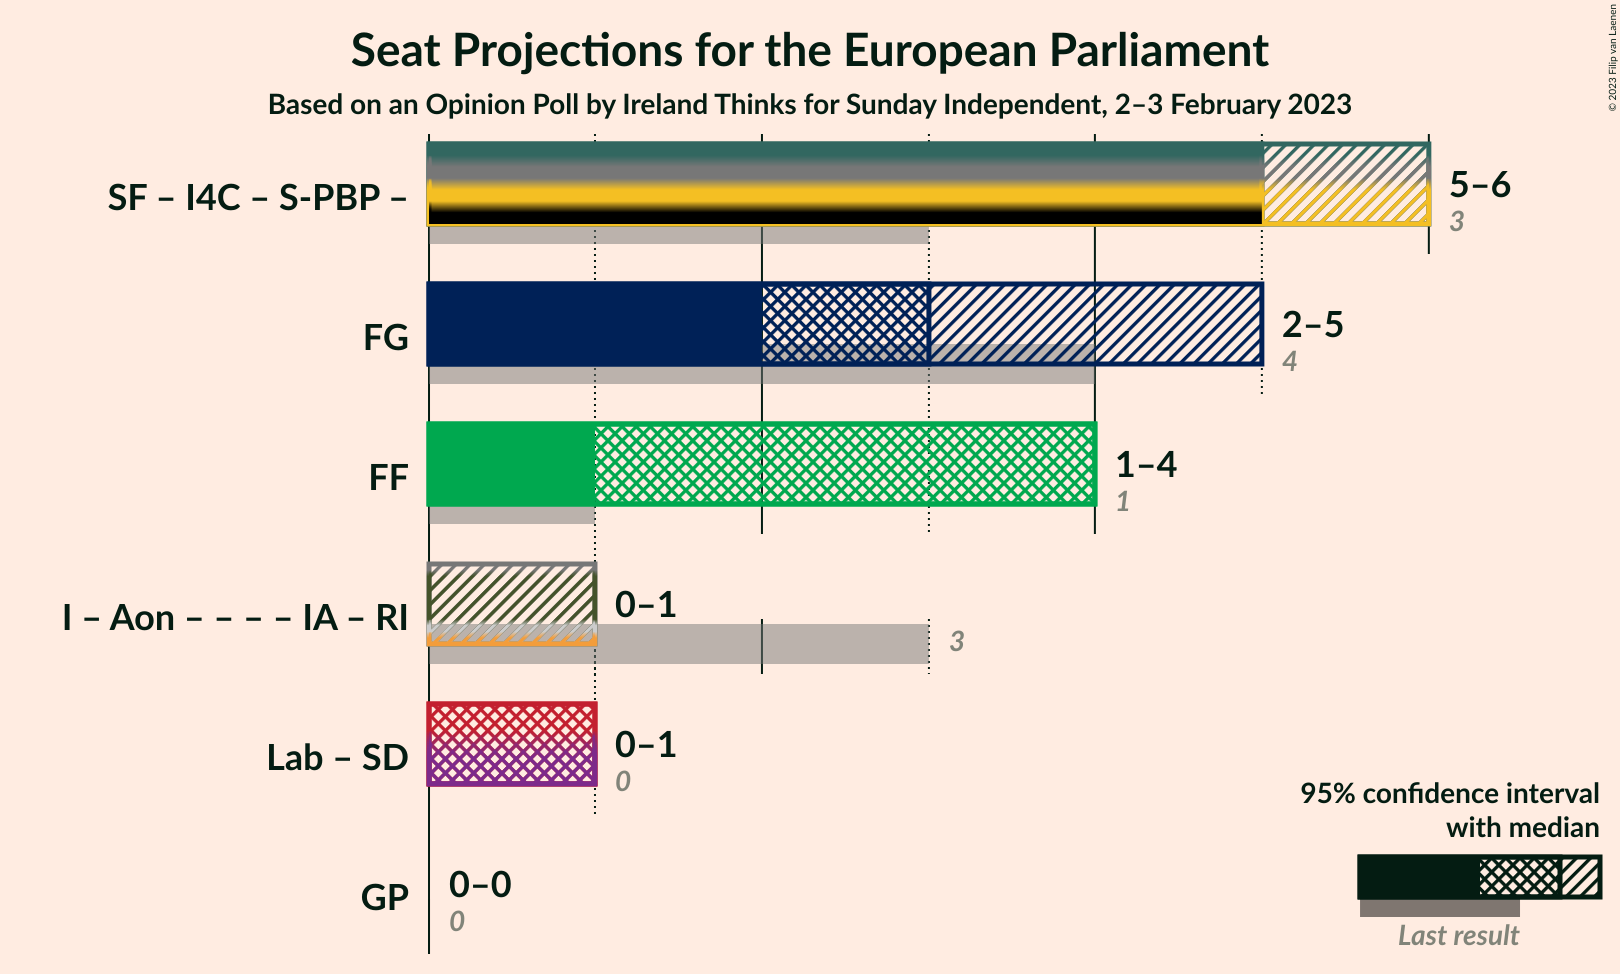 Seat Projections for the European Parliament
Based on an Opinion Poll by Ireland Thinks for Sunday Independent, 2–3 February 2023
© 2023 Filip van Laenen
SF – I4C – S-PBP –
5–6
3
FG
2–5
4
FF
1–4
1
I – Aon – – – – IA – RI
0–1
3
Lab – SD
0–1
0
GP
0–0
0
95% confidence interval
with median
Last result